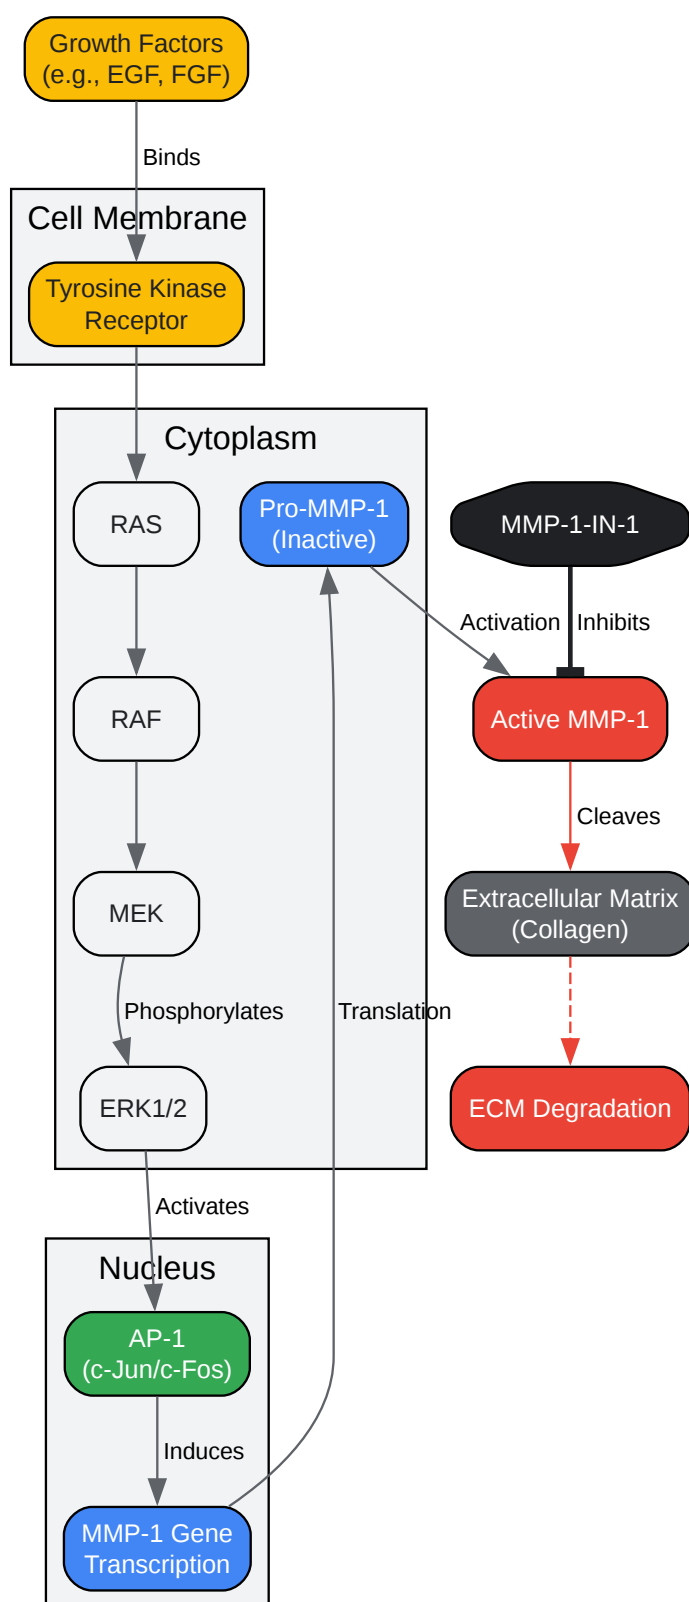 Growth Factors
(e.g., EGF, FGF)
Binds
Cell Membrane
Tyrosine Kinase
Receptor
Cytoplasm
RAS
Pro-MMP-1
(Inactive)
MMP-1-IN-1
Activation
Inhibits
RAF
Active MMP-1
Cleaves
MEK
Extracellular Matrix
(Collagen)
Phosphorylates
Translation
ERK1/2
ECM Degradation
Activates
Nucleus
AP-1
(c-Jun/c-Fos)
Induces
MMP-1 Gene
Transcription